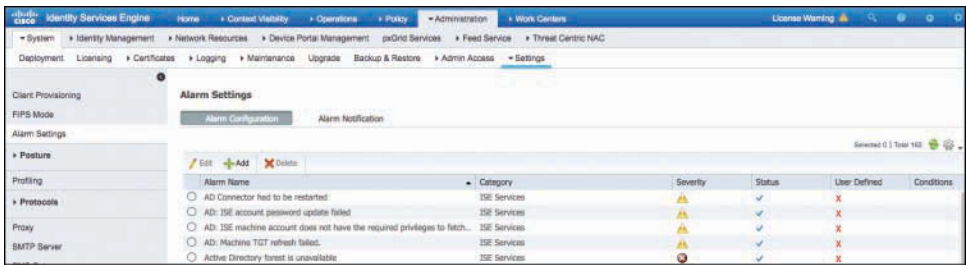 cisco Identity Services Engine Home Context Visibility Operations Policy Administration Work Centers License Warning
System Identity Management Network Resources Device Portal Management pxGrid Services Feed Service Threat Centric NAC
Deployment Licensing Certificates Logging Maintenance Upgrade Backup & Restore Admin Access Settings
Client Provisioning
FIPS Mode
Alarm Settings
Posture
Profiling
Protocols
Proxy
SMTP Server
Alarm Settings
Alarm Configuration Alarm Notification
Selected 0 | Total 162
Edit Add Delete
Alarm Name Category Severity Status User Defined Conditions
AD Connector had to be restarted ISE Services
AD: ISE account password update failed ISE Services
AD: ISE machine account does not have the required privileges to fetch... ISE Services
AD: Machine TGT refresh failed. ISE Services
Active Directory forest is unavailable ISE Services